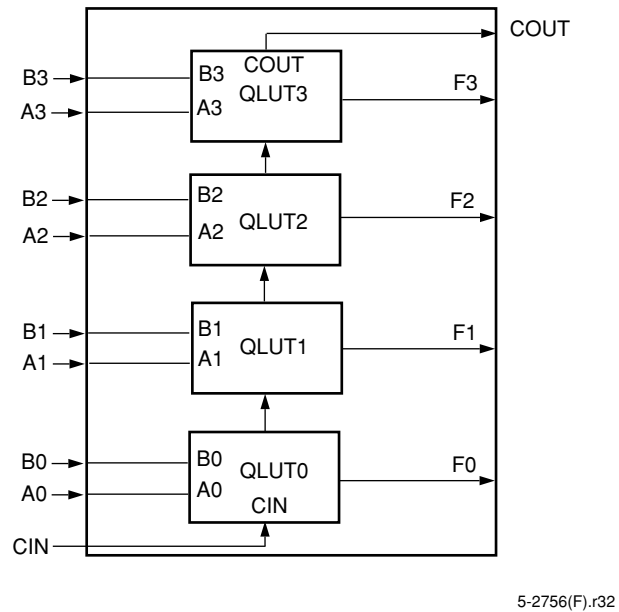 COUT
B3 B3 COUT
QLUT3 F3
A3 A3
B2 B2
QLUT2 F2
A2 A2
B1 B1
QLUT1 F1
A1 A1
B0 B0
QLUT0 F0
A0 A0
CIN
CIN
5-2756(F).r32